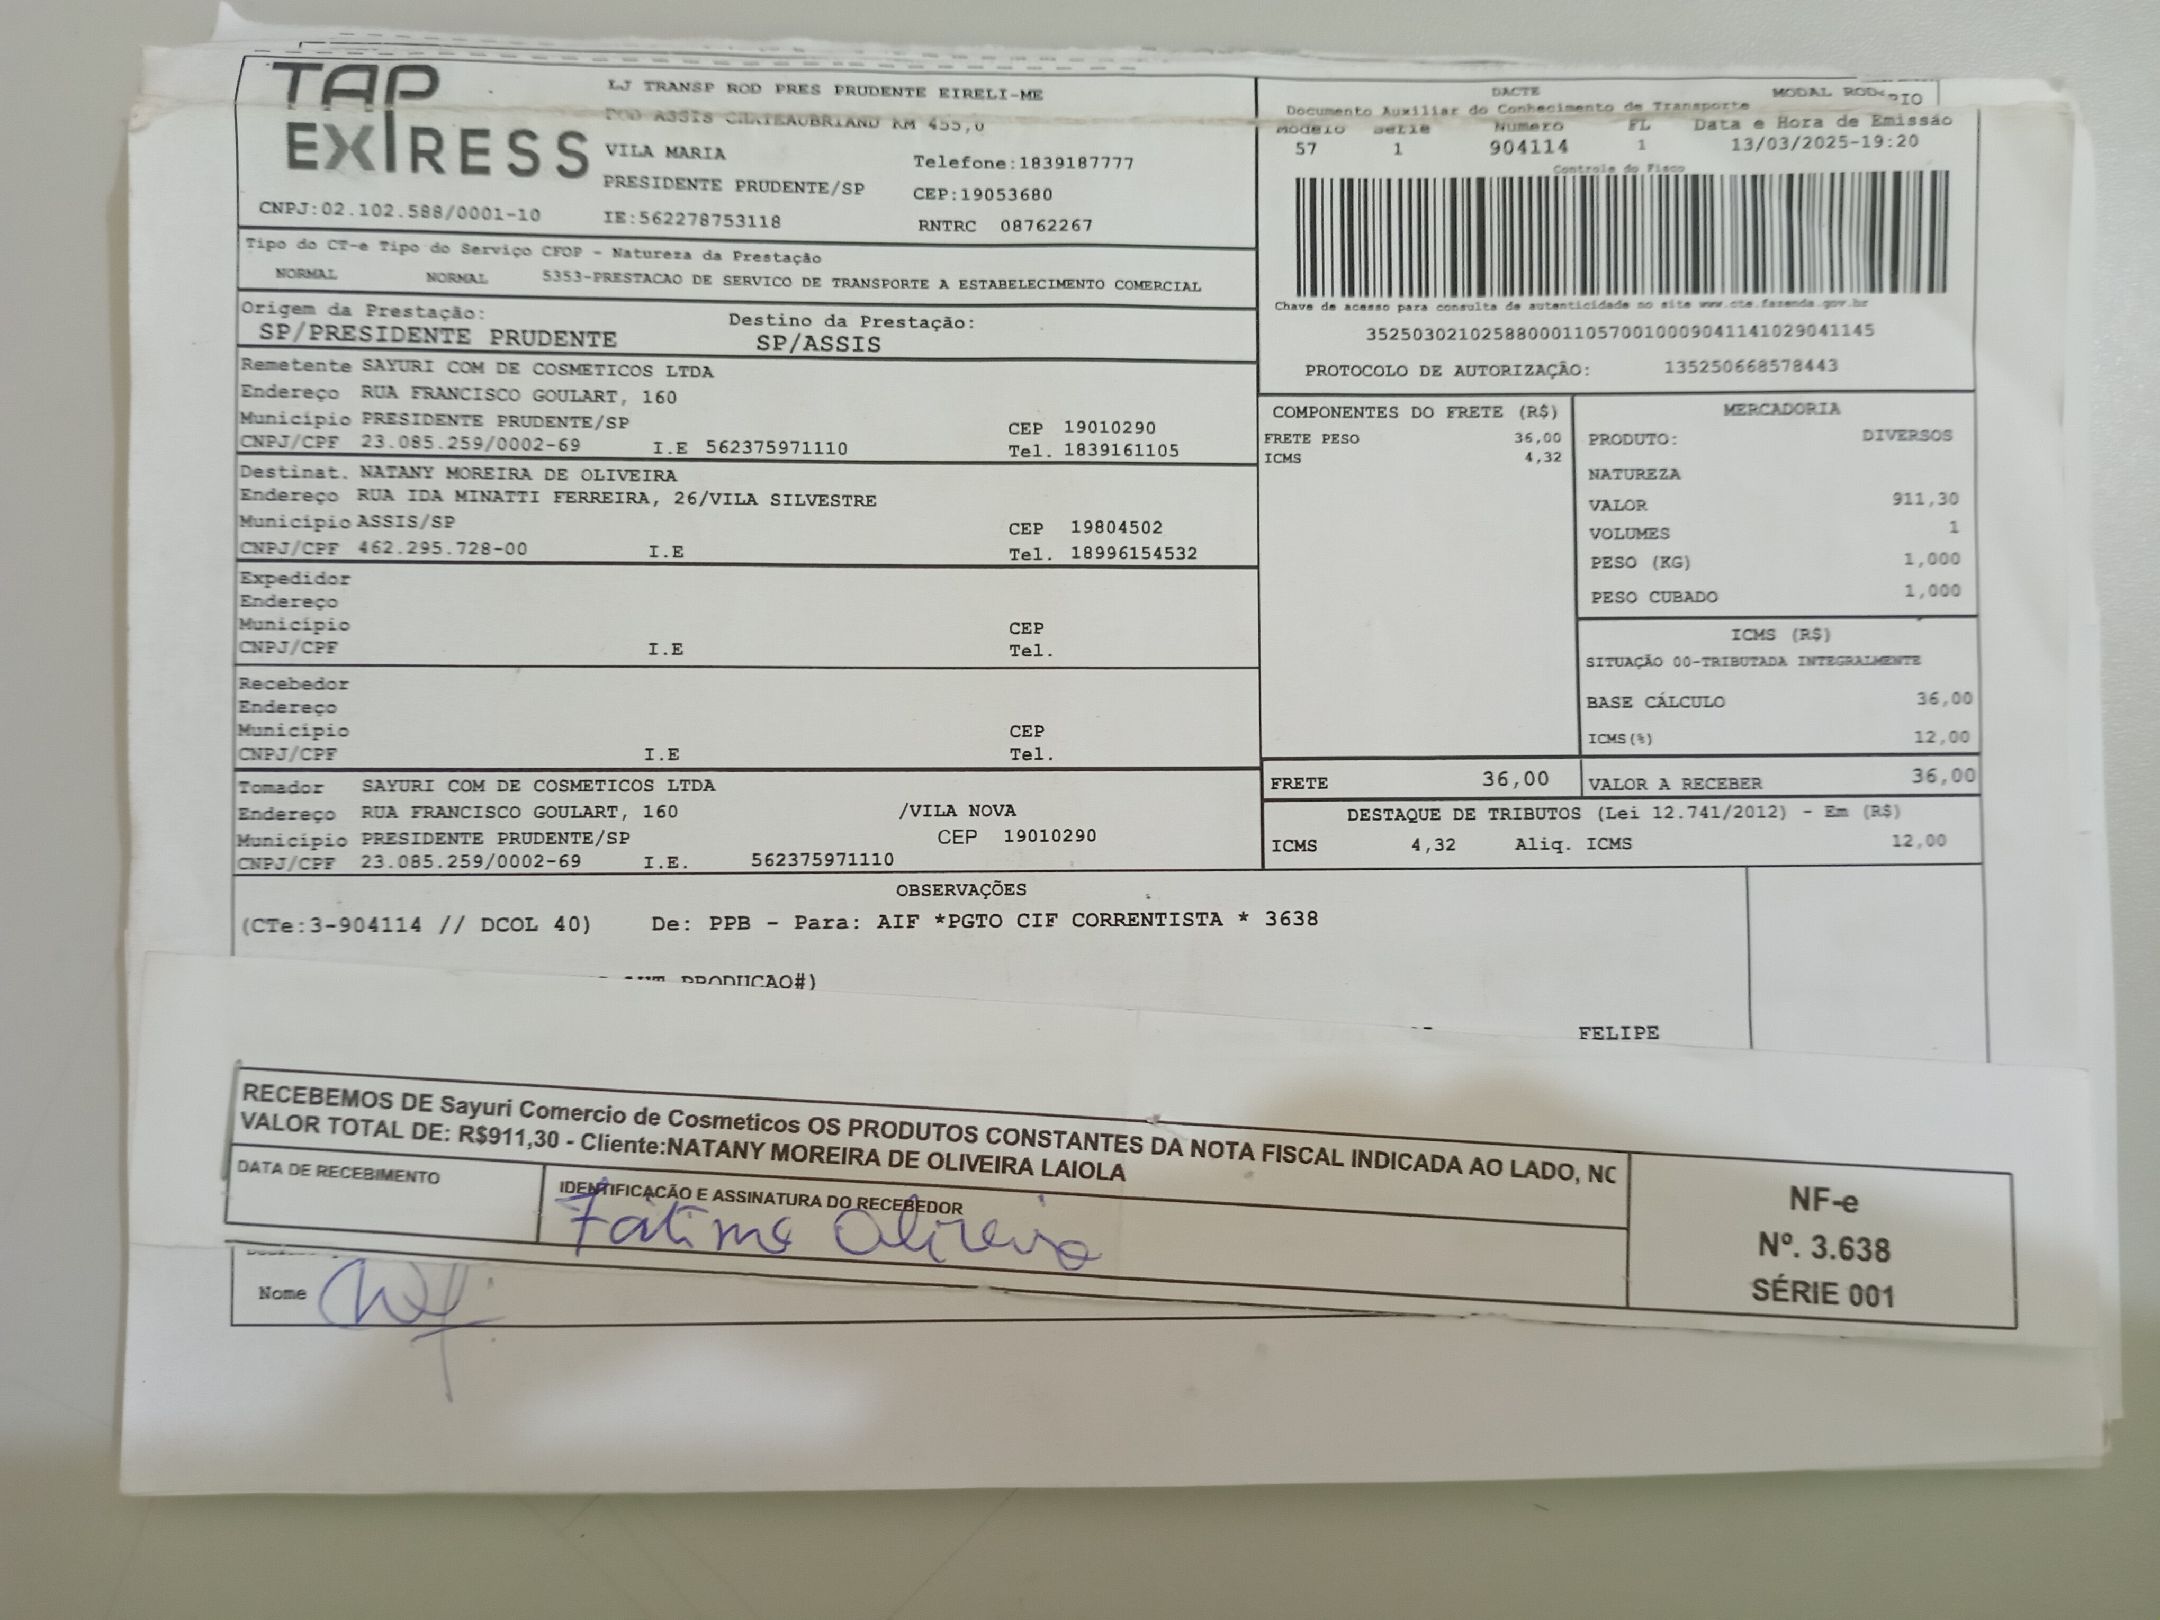 TAP
EXPRESS
LJ TRANSP ROD PRES PRUDENTE EIRELI-ME
ROD ASSIS CHATEAUBRIAND KM 455,0
VILA MARIA Telefone:1839187777
PRESIDENTE PRUDENTE/SP CEP:19053680
CNPJ:02.102.588/0001-10 IE:562278753118 RNTRC 08762267
DACTE MODAL
Documento Auxiliar do Conhecimento de Transporte
Modelo Serie Numero FL Data e Hora de Emissão
57 1 904114 1 13/03/2025-19:20
Controle do Fisco
Chave de acesso para consulta de autenticidade no site www.cte.fazenda.gov.br
35250302102588000110570010009041141029041145
PROTOCOLO DE AUTORIZAÇÃO: 135250668578443
Tipo do CT-e Tipo do Serviço CFOP - Natureza da Prestação
NORMAL NORMAL 5353-PRESTACAO DE SERVICO DE TRANSPORTE A ESTABELECIMENTO COMERCIAL
Origem da Prestação: Destino da Prestação:
SP/PRESIDENTE PRUDENTE SP/ASSIS
Remetente SAYURI COM DE COSMETICOS LTDA
Endereço RUA FRANCISCO GOULART, 160
Município PRESIDENTE PRUDENTE/SP CEP 19010290
CNPJ/CPF 23.085.259/0002-69 I.E 562375971110 Tel. 1839161105
Destinat. NATANY MOREIRA DE OLIVEIRA
Endereço RUA IDA MINATTI FERREIRA, 26/VILA SILVESTRE
Município ASSIS/SP CEP 19804502
CNPJ/CPF 462.295.728-00 I.E Tel. 18996154532
Expedidor
Endereço
Município CEP
CNPJ/CPF I.E Tel.
Recebedor
Endereço
Município CEP
CNPJ/CPF I.E Tel.
Tomador SAYURI COM DE COSMETICOS LTDA
Endereço RUA FRANCISCO GOULART, 160 /VILA NOVA
Município PRESIDENTE PRUDENTE/SP CEP 19010290
CNPJ/CPF 23.085.259/0002-69 I.E. 562375971110
COMPONENTES DO FRETE (R$)
FRETE PESO 36,00
ICMS 4,32
MERCADORIA
PRODUTO: DIVERSOS
NATUREZA
VALOR 911,30
VOLUMES 1
PESO (KG) 1,000
PESO CUBADO 1,000
ICMS (R$)
SITUAÇÃO 00-TRIBUTADA INTEGRALMENTE
BASE CÁLCULO 36,00
ICMS(%) 12,00
FRETE 36,00 VALOR A RECEBER 36,00
DESTAQUE DE TRIBUTOS (Lei 12.741/2012) - Em (R$)
ICMS 4,32 Aliq. ICMS 12,00
OBSERVAÇÕES
(CTe:3-904114 // DCOL 40) De: PPB - Para: AIF *PGTO CIF CORRENTISTA * 3638
PRODUCAO#)
FELIPE
RECEBEMOS DE Sayuri Comercio de Cosmeticos OS PRODUTOS CONSTANTES DA NOTA FISCAL INDICADA AO LADO, NO
VALOR TOTAL DE: R$911,30 - Cliente:NATANY MOREIRA DE OLIVEIRA LAIOLA
DATA DE RECEBIMENTO
IDENTIFICAÇÃO E ASSINATURA DO RECEBEDOR
Fátima Oliveira
NF-e
Nº. 3.638
SÉRIE 001
Nome